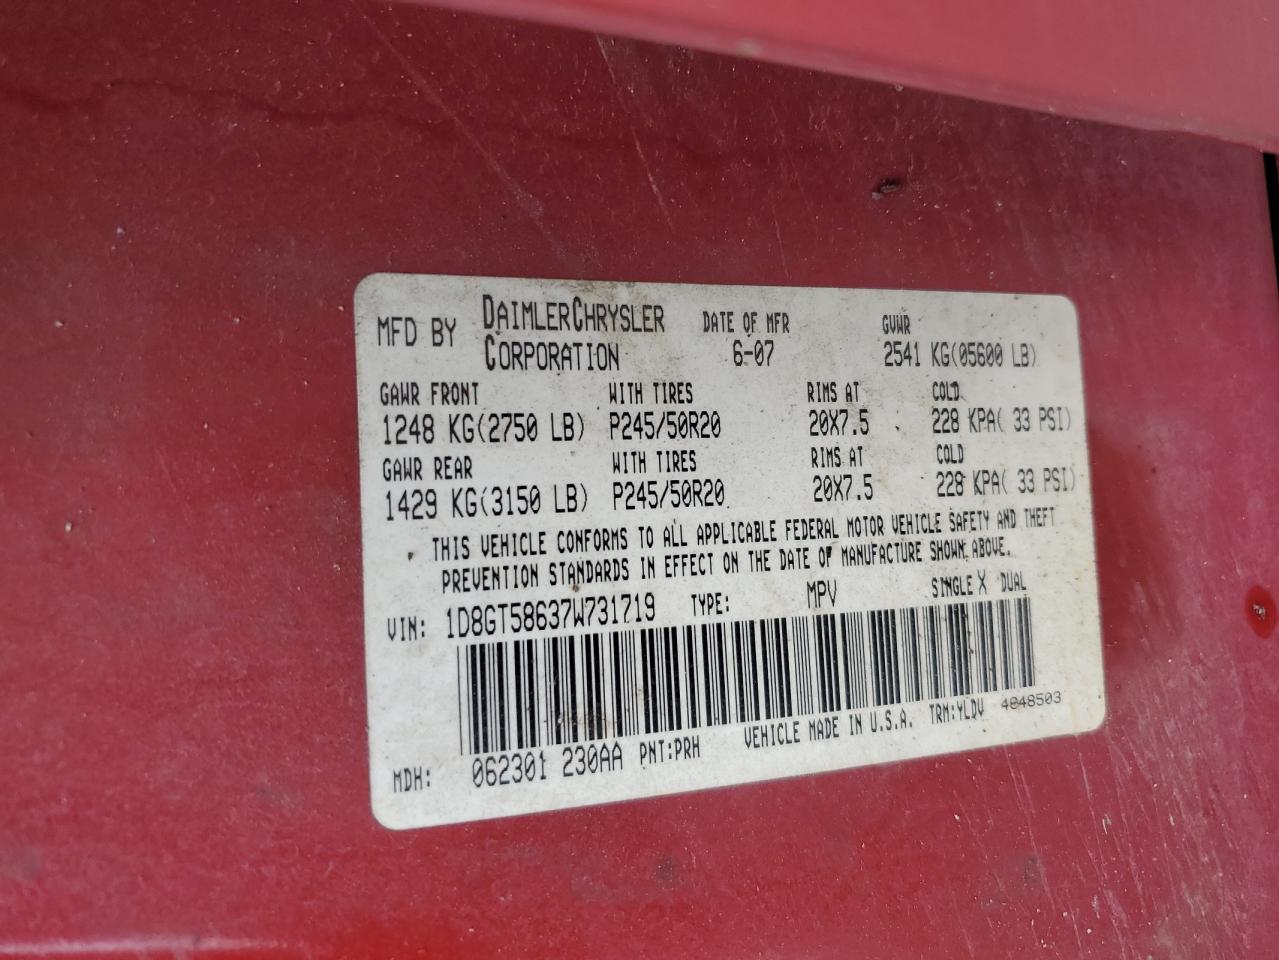 MFD BY DAIMLERCHRYSLER CORPORATION DATE OF MFR 6-07 GVWR 2541 KG(05600 LB)
GAWR FRONT WITH TIRES RIMS AT COLD
1248 KG(2750 LB) P245/50R20 20X7.5 228 KPA( 33 PSI)
GAWR REAR WITH TIRES RIMS AT COLD
1429 KG(3150 LB) P245/50R20 20X7.5 228 KPA( 33 PSI)
THIS VEHICLE CONFORMS TO ALL APPLICABLE FEDERAL MOTOR VEHICLE SAFETY AND THEFT
PREVENTION STANDARDS IN EFFECT ON THE DATE OF MANUFACTURE SHOWN ABOVE.
VIN: 1D8GT58637W731719 TYPE: MPV SINGLE X DUAL
MDH: 062301 230AA PNT:PRH VEHICLE MADE IN U.S.A. TRM:YLDV 4848503